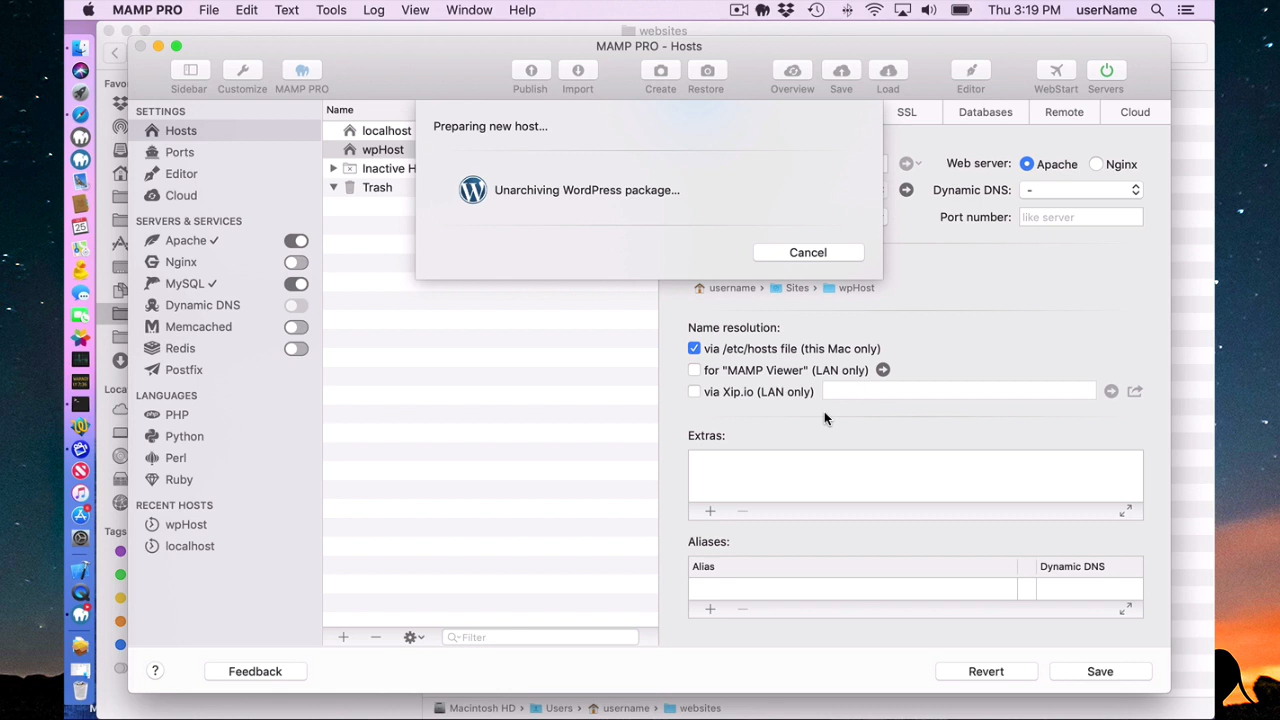 MAMP PRO File Edit Text Tools Log View Window Help Thu 3:19 PM userName
websites
MAMP PRO - Hosts
Sidebar Customize MAMP PRO Publish Import Create Restore Overview Save Load Editor WebStart Servers
Favo
SETTINGS
Hosts
Ports
Editor
Cloud
SERVERS & SERVICES
Apache ✓
Nginx
MySQL ✓
Dynamic DNS
Memcached
Redis
Postfix
LANGUAGES
PHP
Python
Perl
Ruby
RECENT HOSTS
wpHost
localhost
Loca
Tags
Name
localhost
wpHost
Inactive H
Trash
Filter
Preparing new host...
Unarchiving WordPress package...
Cancel
SSL Databases Remote Cloud
Web server: Apache Nginx
Dynamic DNS: -
Port number: like server
username Sites wpHost
Name resolution:
via /etc/hosts file (this Mac only)
for "MAMP Viewer" (LAN only)
via Xip.io (LAN only)
Extras:
Aliases:
Alias Dynamic DNS
? Feedback Revert Save
Macintosh HD Users username websites